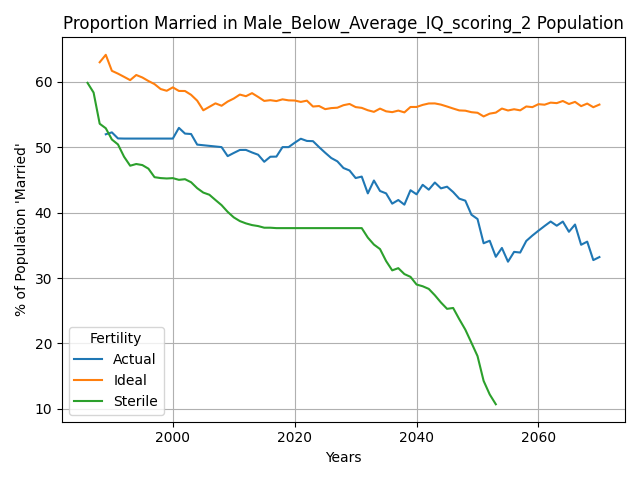 Proportion Married in Male_Below_Average_IQ_scoring_2 Population
% of Population 'Married'
60
50
40
30
20
10
Fertility
Actual
Ideal
Sterile
2000
2020
2040
2060
Years